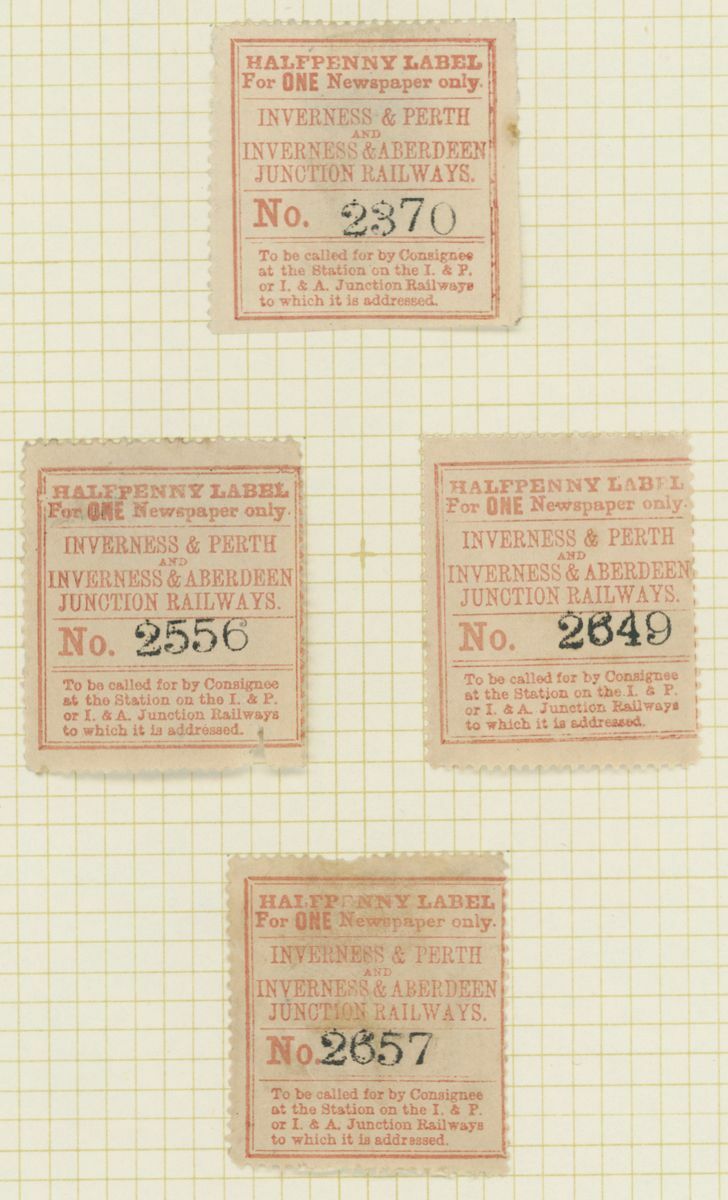 HALFPENNY LABEL
For ONE Newspaper only.
INVERNESS & PERTH
AND
INVERNESS & ABERDEEN
JUNCTION RAILWAYS.
No. 2370
To be called for by Consignee
at the Station on the I. & P.
or I. & A. Junction Railways
to which it is addressed.
HALFPENNY LABEL
For ONE Newspaper only.
INVERNESS & PERTH
AND
INVERNESS & ABERDEEN
JUNCTION RAILWAYS.
No. 2556
To be called for by Consignee
at the Station on the I. & P.
or I. & A. Junction Railways
to which it is addressed.
HALFPENNY LABEL
For ONE Newspaper only.
INVERNESS & PERTH
AND
INVERNESS & ABERDEEN
JUNCTION RAILWAYS.
No. 2649
To be called for by Consignee
at the Station on the I. & P.
or I. & A. Junction Railways
to which it is addressed.
HALFPENNY LABEL
For ONE Newspaper only.
INVERNESS & PERTH
AND
INVERNESS & ABERDEEN
JUNCTION RAILWAYS.
No. 2657
To be called for by Consignee
at the Station on the I. & P.
or I. & A. Junction Railways
to which it is addressed.